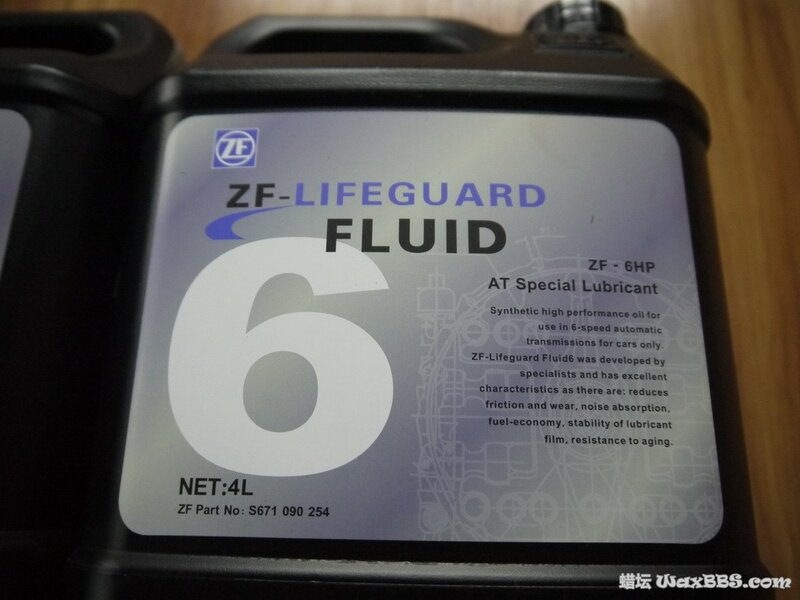 ZF
ZF-LIFEGUARD
FLUID
6
ZF - 6HP
AT Special Lubricant
Synthetic high performance oil for
use in 6-speed automatic
transmissions for cars only.
ZF-Lifeguard Fluid6 was developed by
specialists and has excellent
characteristics as there are: reduces
friction and wear, noise absorption,
fuel-economy, stability of lubricant
film, resistance to aging.
NET:4L
ZF Part No: S671 090 254
蜡坛 WaxBBS.com